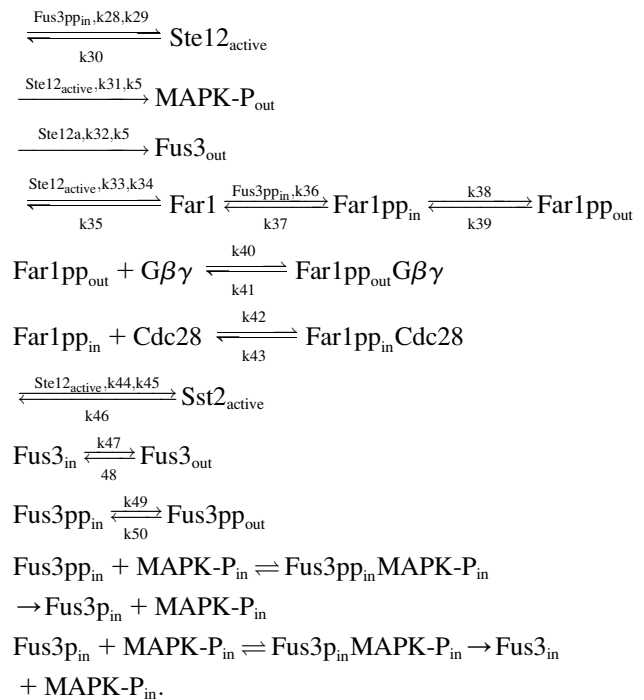 Fus3pp_in,k28,k29
⇌ Ste12_active
k30
Ste12_active,k31,k5
→ MAPK-P_out
Ste12a,k32,k5
→ Fus3_out
Ste12_active,k33,k34 Fus3pp_in,k36 k38
⇌ Far1 ⇌ Far1pp_in ⇌ Far1pp_out
k35 k37 k39
k40
Far1pp_out + Gβγ ⇌ Far1pp_outGβγ
k41
k42
Far1pp_in + Cdc28 ⇌ Far1pp_inCdc28
k43
Ste12_active,k44,k45
⇌ Sst2_active
k46
k47
Fus3_in ⇌ Fus3_out
48
k49
Fus3pp_in ⇌ Fus3pp_out
k50
Fus3pp_in + MAPK-P_in ⇌ Fus3pp_inMAPK-P_in
→ Fus3p_in + MAPK-P_in
Fus3p_in + MAPK-P_in ⇌ Fus3p_inMAPK-P_in → Fus3_in
+ MAPK-P_in.